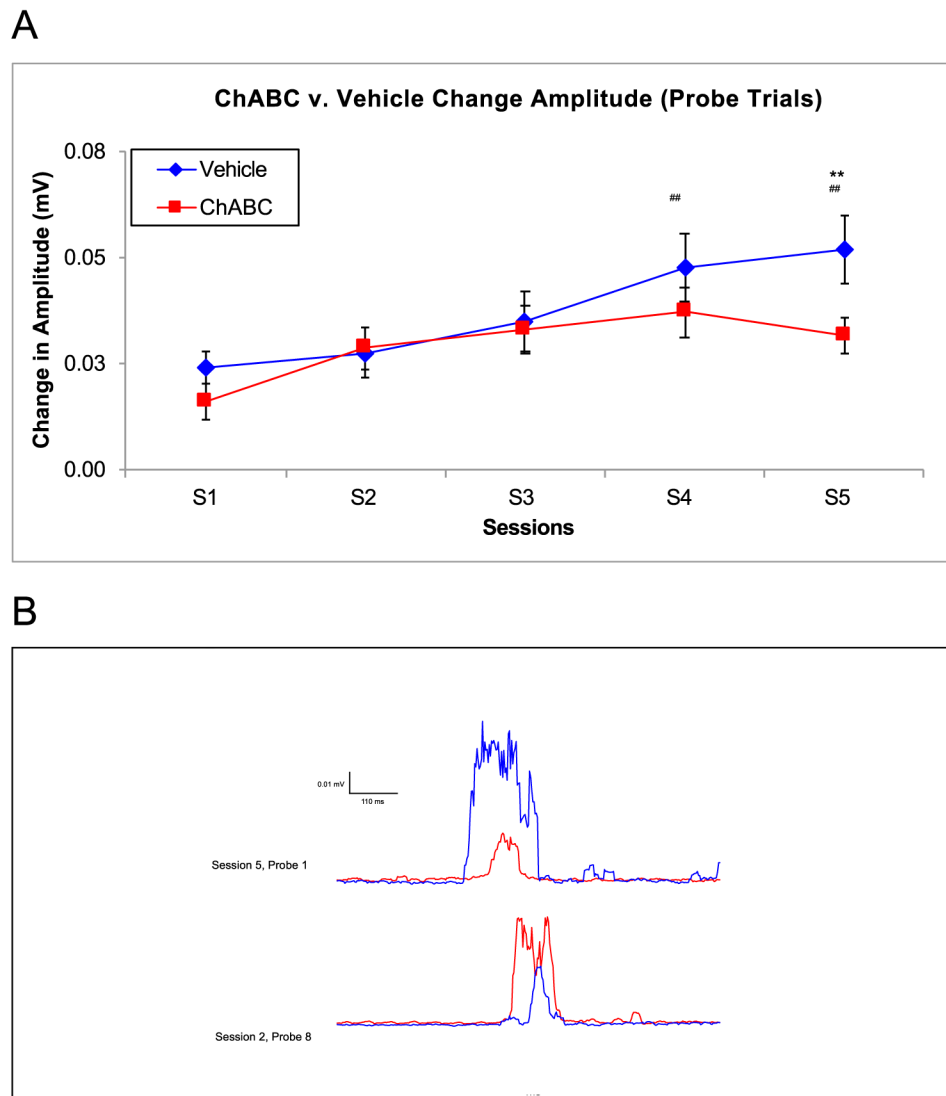 A
ChABC v. Vehicle Change Amplitude (Probe Trials)
0.08
Vehicle
ChABC
**
##
##
0.05
0.03
0.00
Change in Amplitude (mV)
S1 S2 S3 S4 S5
Sessions
B
0.01 mV
110 ms
Session 5, Probe 1
Session 2, Probe 8